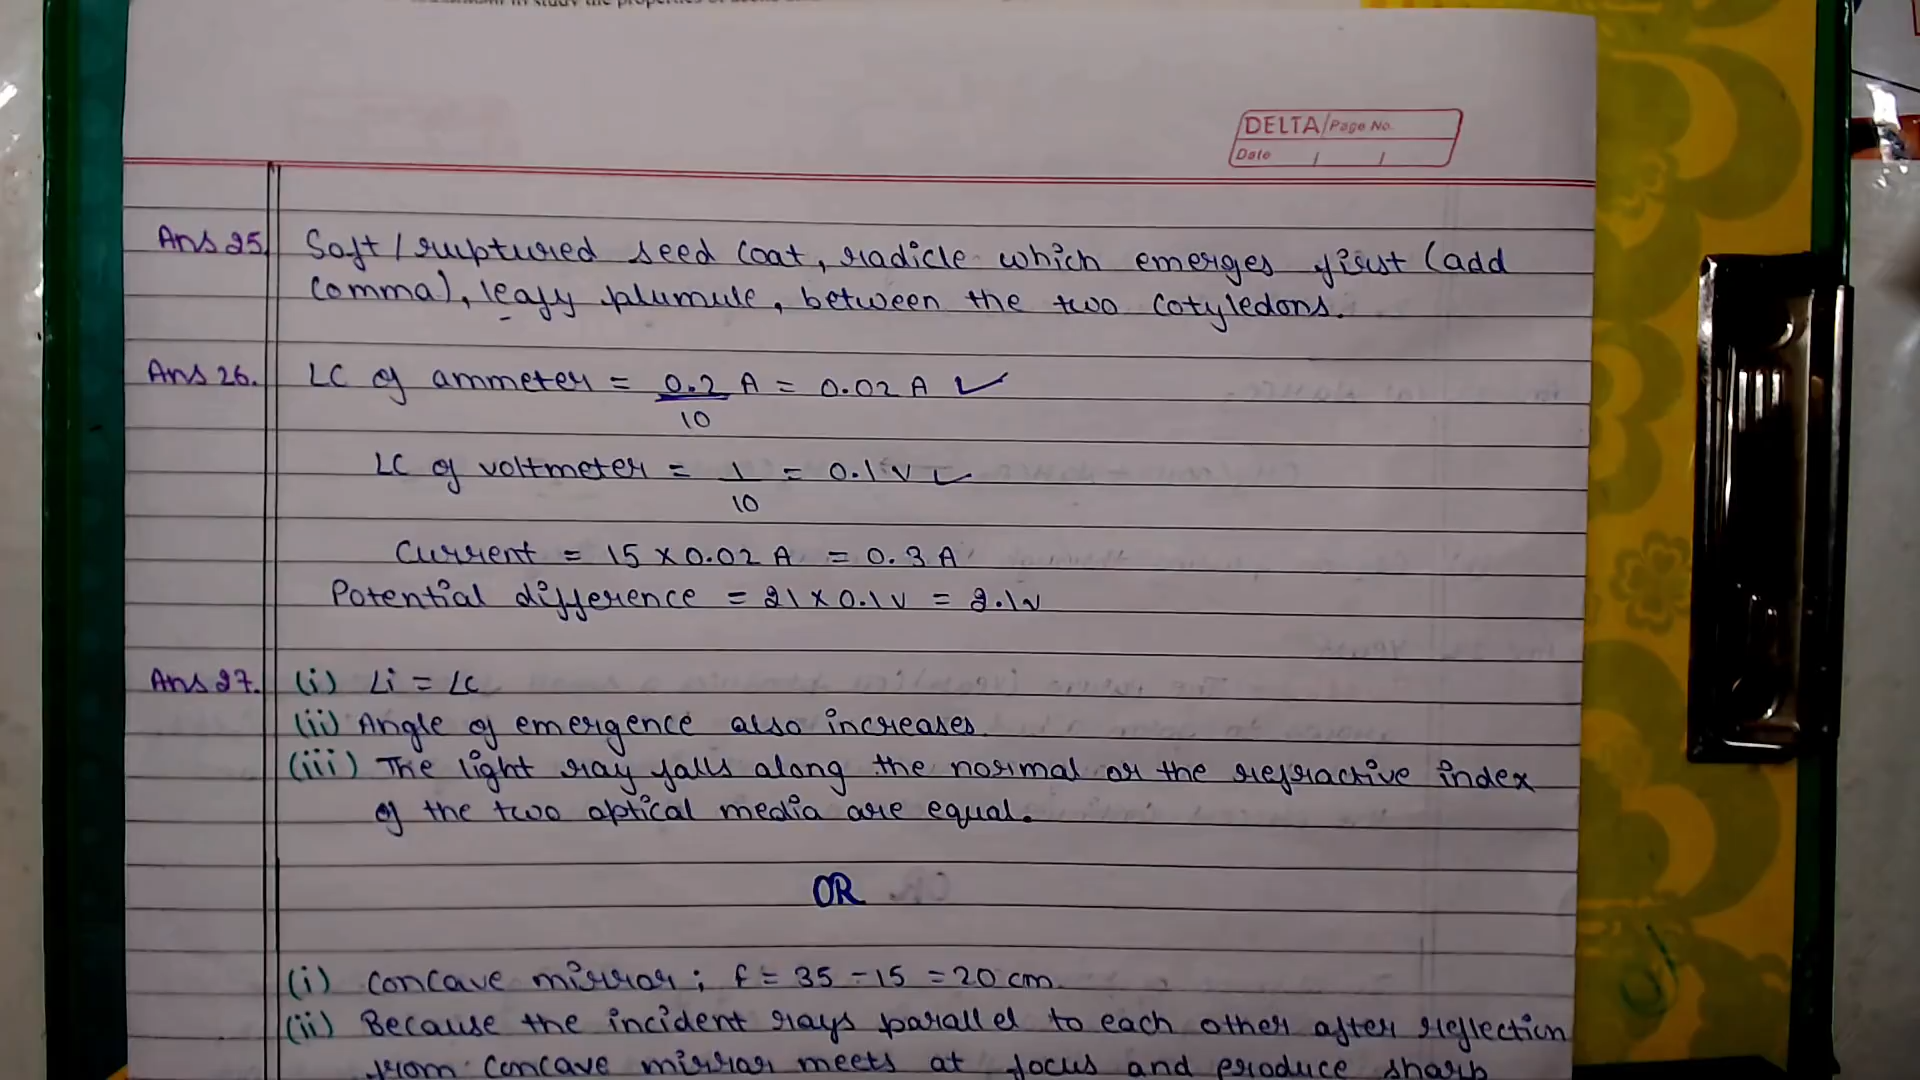 DELTA/Page No.
Date / /
Ans 25. Soft/ruptured seed coat, radicle which emerges first (add
comma), leafy plumule, between the two cotyledons.
Ans 26. LC of ammeter = 0.2 A = 0.02 A ✓
10
LC of voltmeter = 1 = 0.1 V ✓
10
Current = 15 × 0.02 A = 0.3 A
Potential difference = 21 × 0.1 V = 2.1 V
Ans 27. (i) ∠i = ∠c
(ii) Angle of emergence also increases.
(iii) The light ray falls along the normal or the refractive index
of the two optical media are equal.
OR
(i) Concave mirror ; f = 35 - 15 = 20 cm
(ii) Because the incident rays parallel to each other after reflection
from concave mirror meets at focus and produce sharp